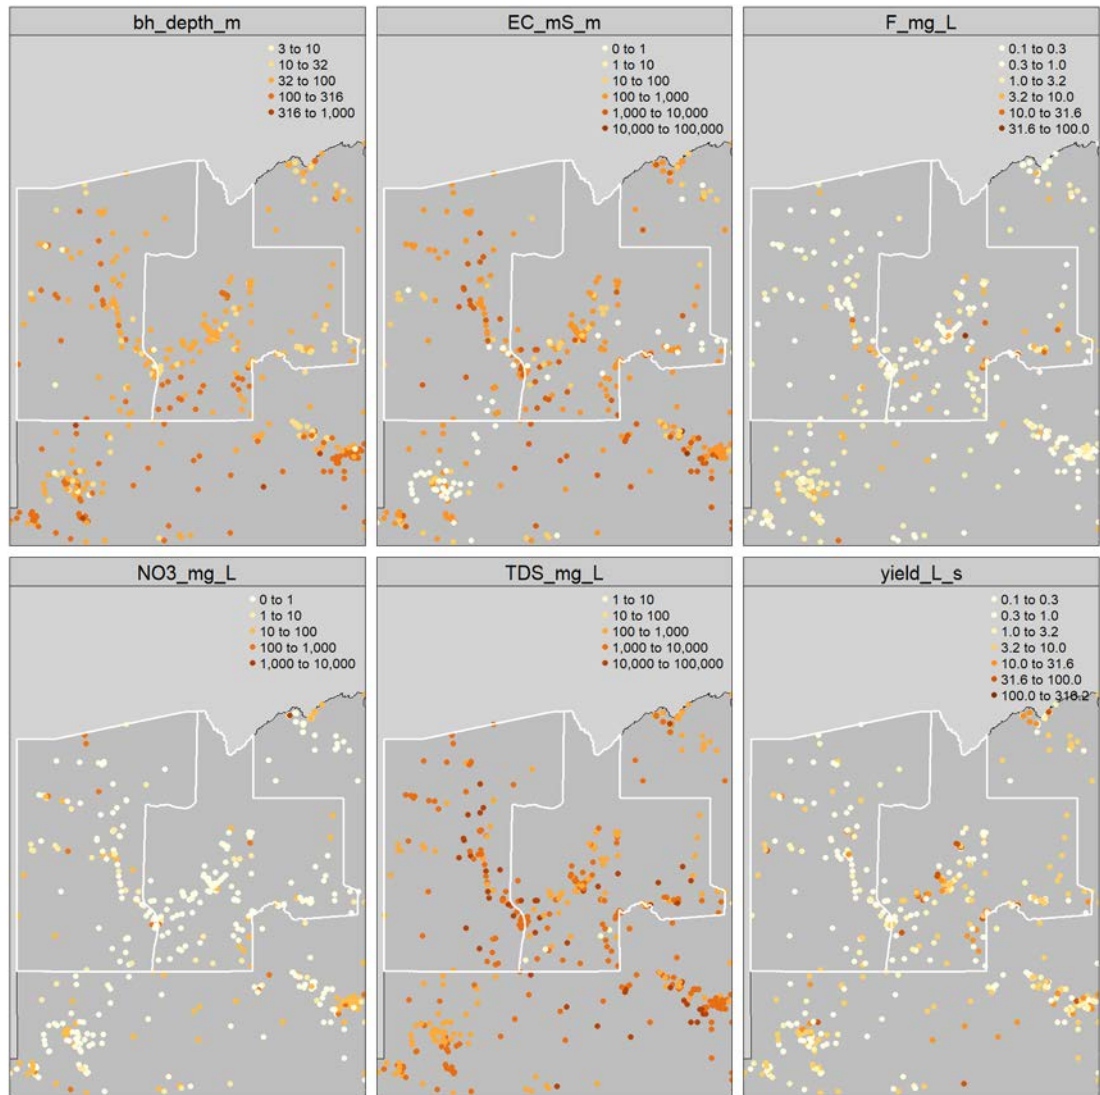 bh_depth_m
3 to 10
10 to 32
32 to 100
100 to 316
316 to 1,000
EC_mS_m
0 to 1
1 to 10
10 to 100
100 to 1,000
1,000 to 10,000
10,000 to 100,000
F_mg_L
0.1 to 0.3
0.3 to 1.0
1.0 to 3.2
3.2 to 10.0
10.0 to 31.6
31.6 to 100.0
NO3_mg_L
0 to 1
1 to 10
10 to 100
100 to 1,000
1,000 to 10,000
TDS_mg_L
1 to 10
10 to 100
100 to 1,000
1,000 to 10,000
10,000 to 100,000
yield_L_s
0.1 to 0.3
0.3 to 1.0
1.0 to 3.2
3.2 to 10.0
10.0 to 31.6
31.6 to 100.0
100.0 to 316.2